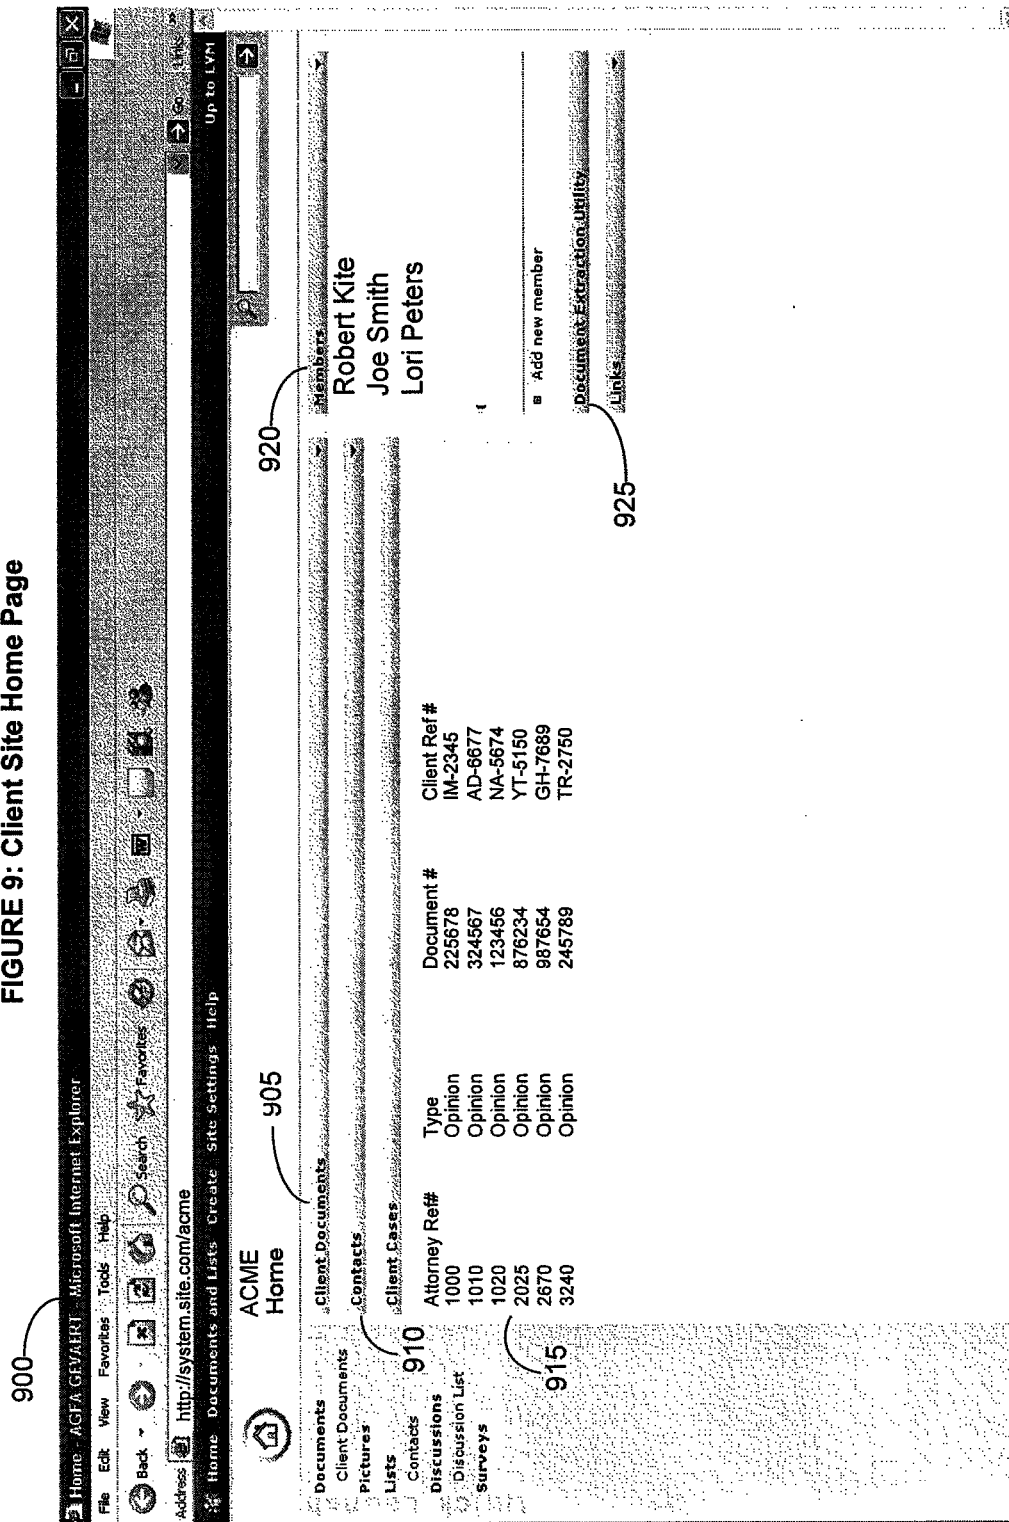 FIGURE 9: Client Site Home Page
900
Home - AGFA GEVAERT - Microsoft Internet Explorer
File Edit View Favorites Tools Help
Back Search Favorites
Address http://system.site.com/acme Go Links »
Home Documents and Lists Create Site Settings Help Up to LVM
ACME
Home
905
920
Documents
Client Documents
Pictures
Lists
Contacts
Discussions
Discussion List
Surveys
Client Documents
Contacts
910
Client Cases
Attorney Ref# Type Document # Client Ref #
1000 Opinion 225678 IM-2345
1010 Opinion 324567 AD-6677
1020 Opinion 123456 NA-5674
2025 Opinion 876234 YT-5150
2670 Opinion 987654 GH-7689
3240 Opinion 245789 TR-2750
915
Members
Robert Kite
Joe Smith
Lori Peters
Add new member
Document Extraction Utility
Links
925